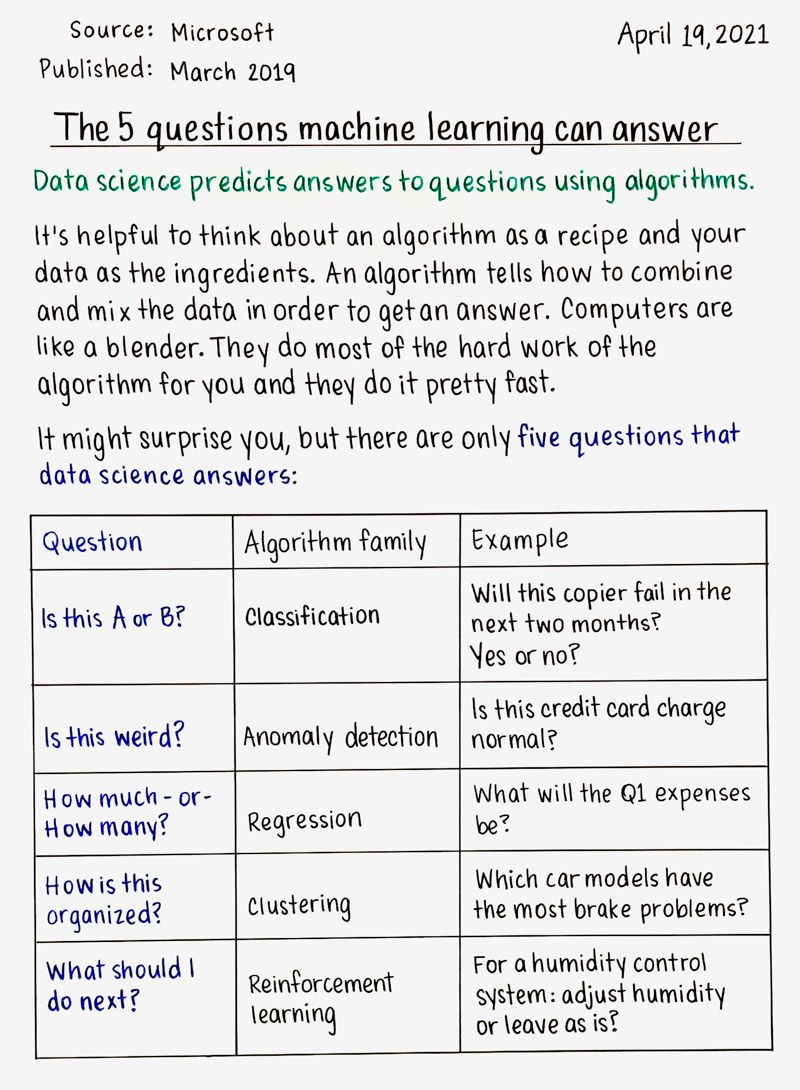 Source: Microsoft
April 19, 2021
Published: March 2019
The 5 questions machine learning can answer
Data science predicts answers to questions using algorithms.
It's helpful to think about an algorithm as a recipe and your
data as the ingredients. An algorithm tells how to combine
and mix the data in order to get an answer. Computers are
like a blender. They do most of the hard work of the
algorithm for you and they do it pretty fast.
It might surprise you, but there are only five questions that
data science answers:
Question
Algorithm family
Example
Is this A or B?
Classification
Will this copier fail in the
next two months?
Yes or no?
Is this weird?
Anomaly detection
Is this credit card charge
normal?
How much - or -
How many?
Regression
What will the Q1 expenses
be?
How is this
organized?
Clustering
Which car models have
the most brake problems?
What should I
do next?
Reinforcement
learning
For a humidity control
system: adjust humidity
or leave as is?